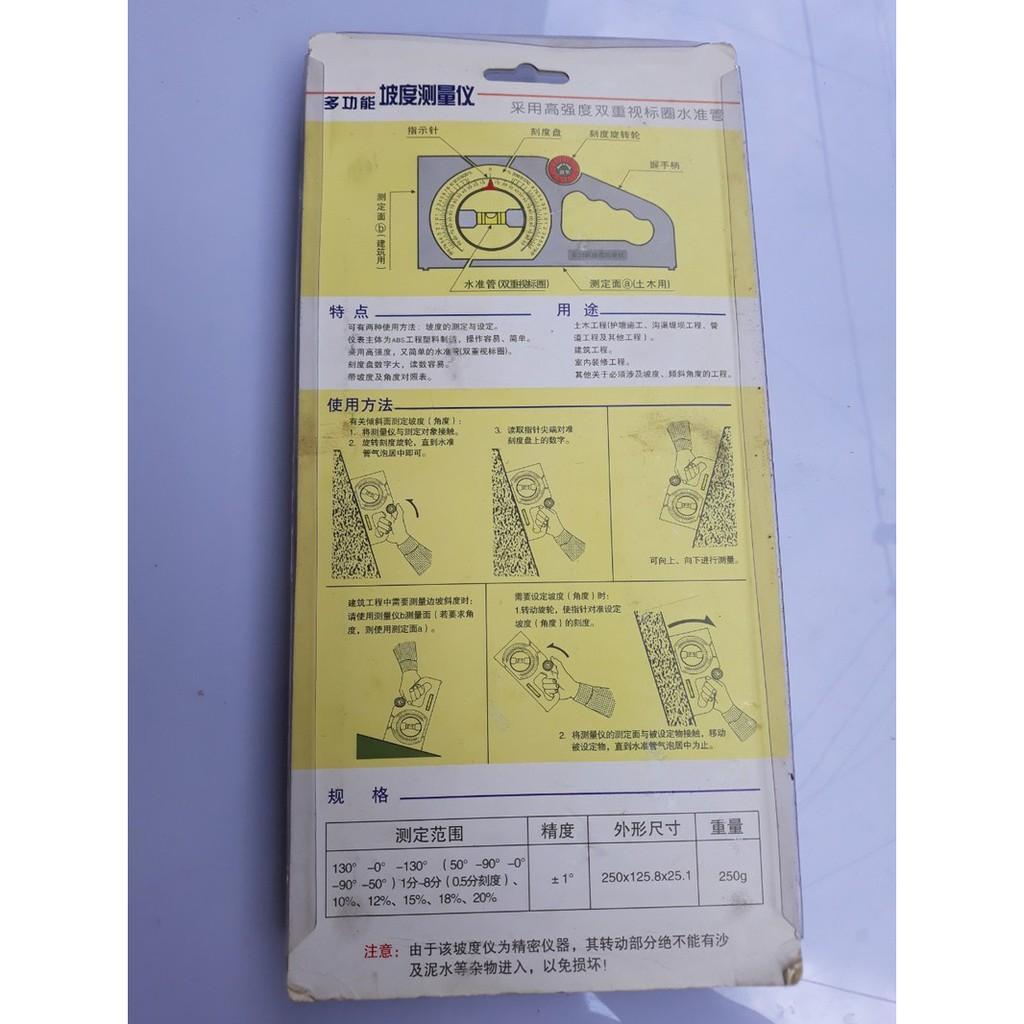 多功能 坡度测量仪
采用高强度双重视标圈水准管
指示针
刻度盘
刻度旋转轮
握手柄
测定面ⓑ(建筑用)
水准管(双重视标圈)
测定面ⓐ(土木用)
特 点
可有两种使用方法：坡度的测定与设定。
仪表主体为ABS工程塑料制造，操作容易、简单。
采用高强度，又简单的水准管(双重视标圈)。
刻度盘数字大，读数容易。
带坡度及角度对照表。
用 途
土木工程(护墙施工、沟渠堤坝工程、管
道工程及其他工程)。
建筑工程。
室内装修工程。
其他关于必须涉及坡度、倾斜角度的工程。
使用方法
有关倾斜面测定坡度(角度)：
1. 将测量仪与测定对象接触。
2. 旋转刻度旋轮，直到水准
管气泡居中即可。
3. 读取指针尖端对准
刻度盘上的数字。
可向上、向下进行测量。
建筑工程中需要测量边坡斜度时：
请使用测量仪b测量面(若要求角
度，则使用测定面a)。
需要设定坡度(角度)时：
1.转动旋轮，使指针对准设定
坡度(角度)的刻度。
2. 将测量仪的测定面与被设定物接触，移动
被设定物，直到水准管气泡居中为止。
规 格
测定范围 精度 外形尺寸 重量
130° -0° -130° (50° -90° -0°
-90° -50°) 1分-8分(0.5分刻度)、
10%、12%、15%、18%、20%
±1°
250x125.8x25.1
250g
注意：由于该坡度仪为精密仪器，其转动部分绝不能有沙
及泥水等杂物进入，以免损坏！